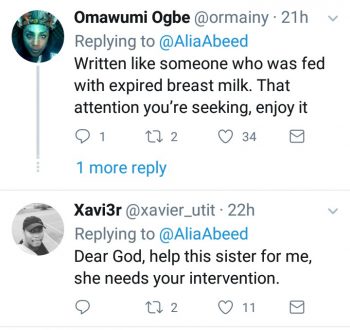 Omawumi Ogbe @ormainy · 21h
Replying to @AliaAbeed
Written like someone who was fed
with expired breast milk. That
attention you're seeking, enjoy it
1 2 34
1 more reply
Xavi3r @xavier_utit · 22h
Replying to @AliaAbeed
Dear God, help this sister for me,
she needs your intervention.
2 11